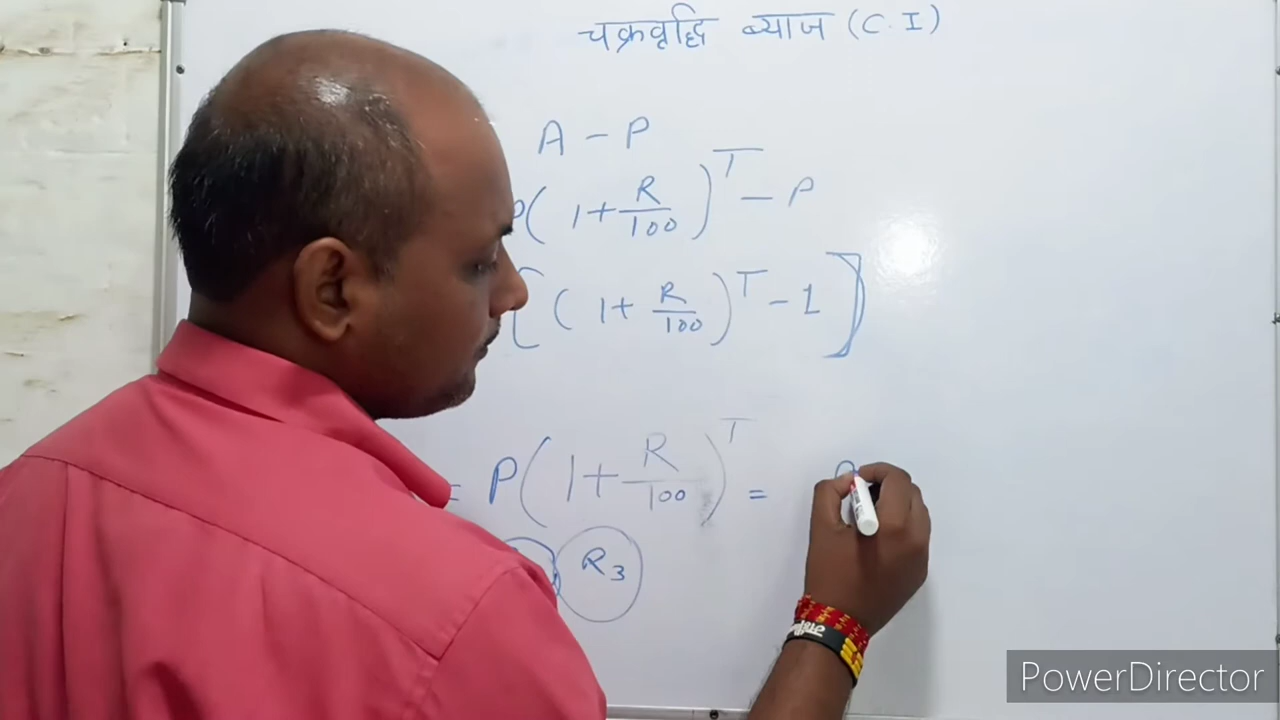 चक्रवृद्धि ब्याज (C.I)
A - P
P(1+R/100)^T - P
[(1+R/100)^T - 1]
= P(1+R/100)^T =
R3
PowerDirector